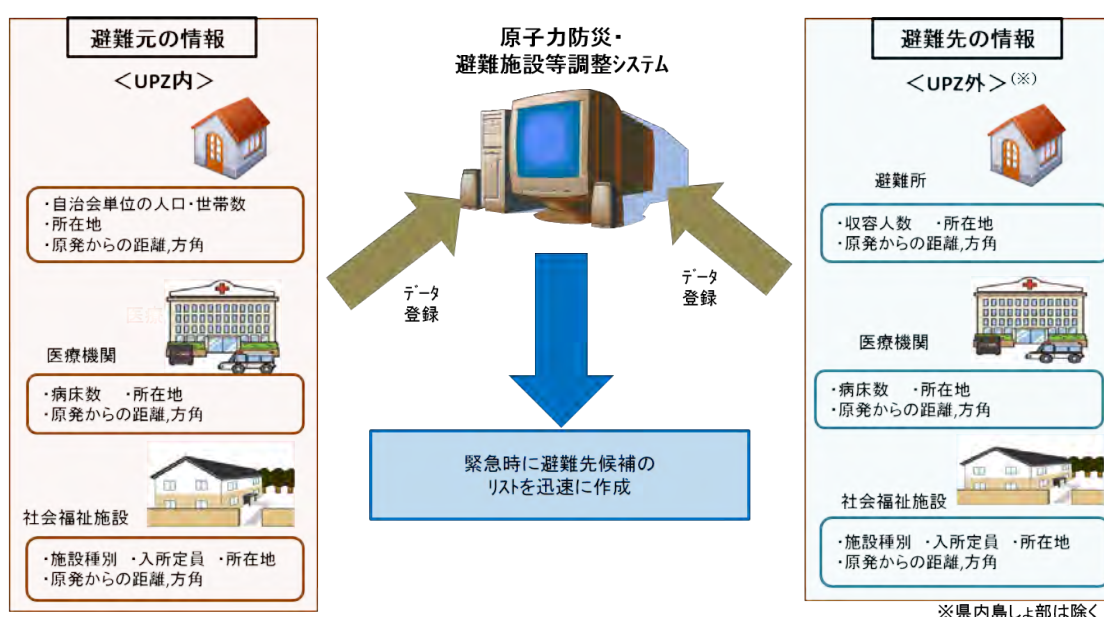 避難元の情報
＜UPZ内＞
・自治会単位の人口・世帯数
・所在地
・原発からの距離,方角
医療機関
・病床数　・所在地
・原発からの距離,方角
社会福祉施設
・施設種別　・入所定員　・所在地
・原発からの距離,方角
原子力防災・
避難施設等調整システム
データ
登録
データ
登録
緊急時に避難先候補の
リストを迅速に作成
避難先の情報
＜UPZ外＞(※)
避難所
・収容人数　・所在地
・原発からの距離,方角
医療機関
・病床数　・所在地
・原発からの距離,方角
社会福祉施設
・施設種別　・入所定員　・所在地
・原発からの距離,方角
※県内島しょ部は除く